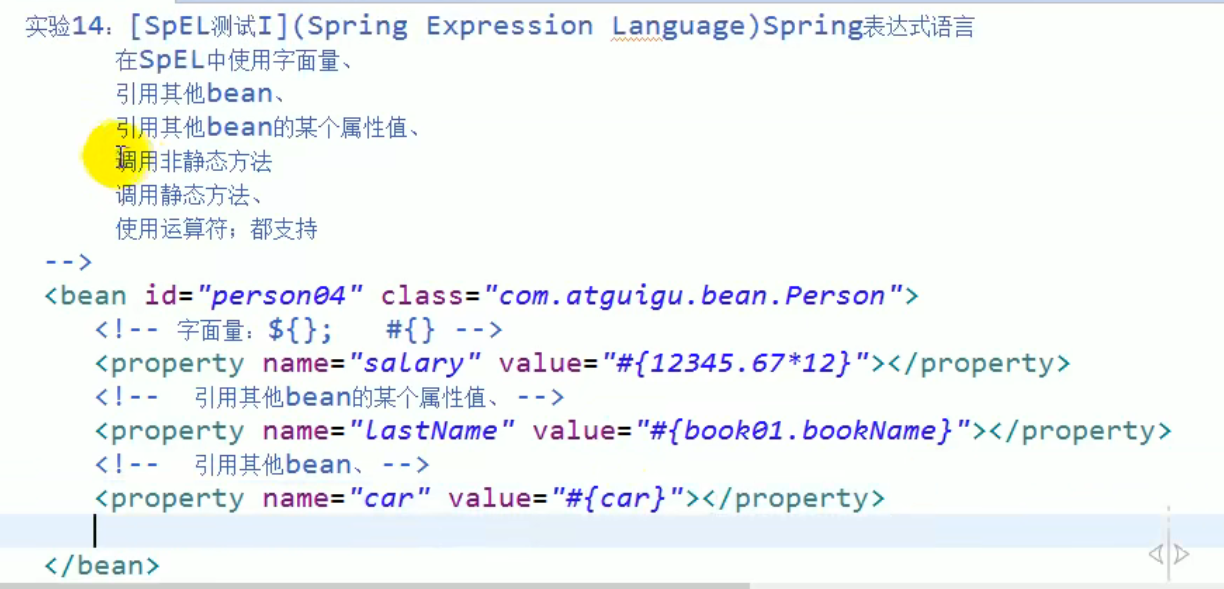 实验14：[SpEL测试I](Spring Expression Language)Spring表达式语言
在SpEL中使用字面量、
引用其他bean、
引用其他bean的某个属性值、
调用非静态方法
调用静态方法、
使用运算符；都支持
-->
<bean id="person04" class="com.atguigu.bean.Person">
<!-- 字面量：${}; #{} -->
<property name="salary" value="#{12345.67*12}"></property>
<!-- 引用其他bean的某个属性值、-->
<property name="lastName" value="#{book01.bookName}"></property>
<!-- 引用其他bean、-->
<property name="car" value="#{car}"></property>
</bean>